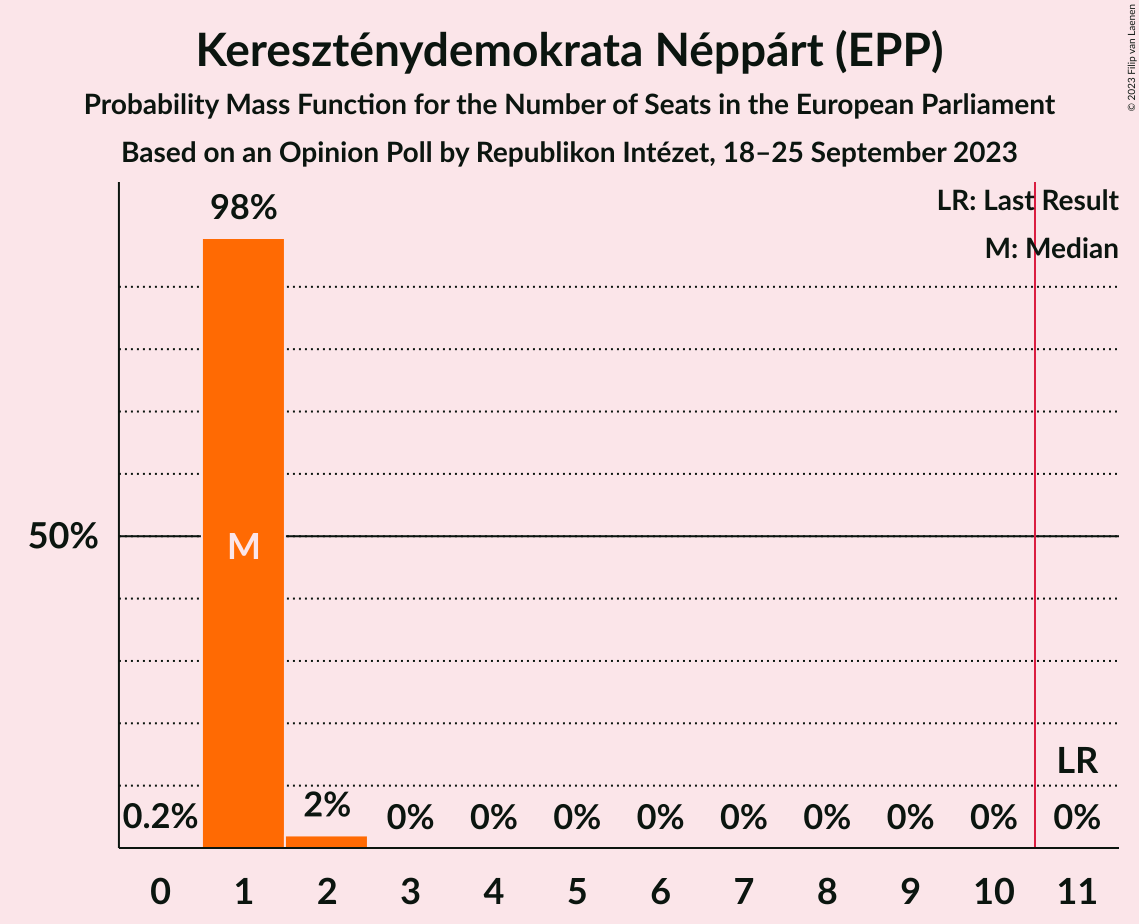 Kereszténydemokrata Néppárt (EPP)
Probability Mass Function for the Number of Seats in the European Parliament
Based on an Opinion Poll by Republikon Intézet, 18–25 September 2023
© 2023 Filip van Laenen
LR: Last Result
M: Median
98%
50%
M
LR
0.2% 2% 0% 0% 0% 0% 0% 0% 0% 0% 0%
0 1 2 3 4 5 6 7 8 9 10 11